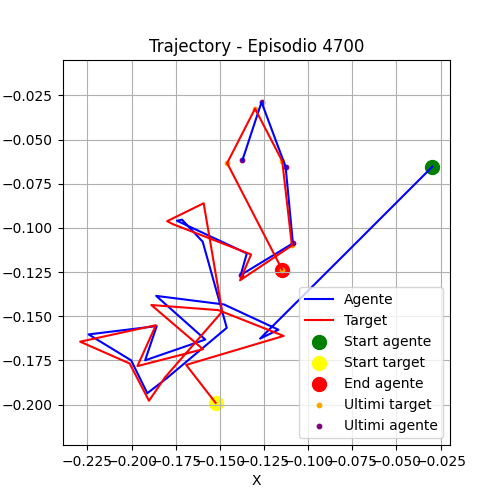 Trajectory - Episodio 4700
−0.025
−0.050
−0.075
−0.100
−0.125
−0.150
−0.175
−0.200
Agente
Target
Start agente
Start target
End agente
Ultimi target
Ultimi agente
−0.225 −0.200 −0.175 −0.150 −0.125 −0.100 −0.075 −0.050 −0.025
X